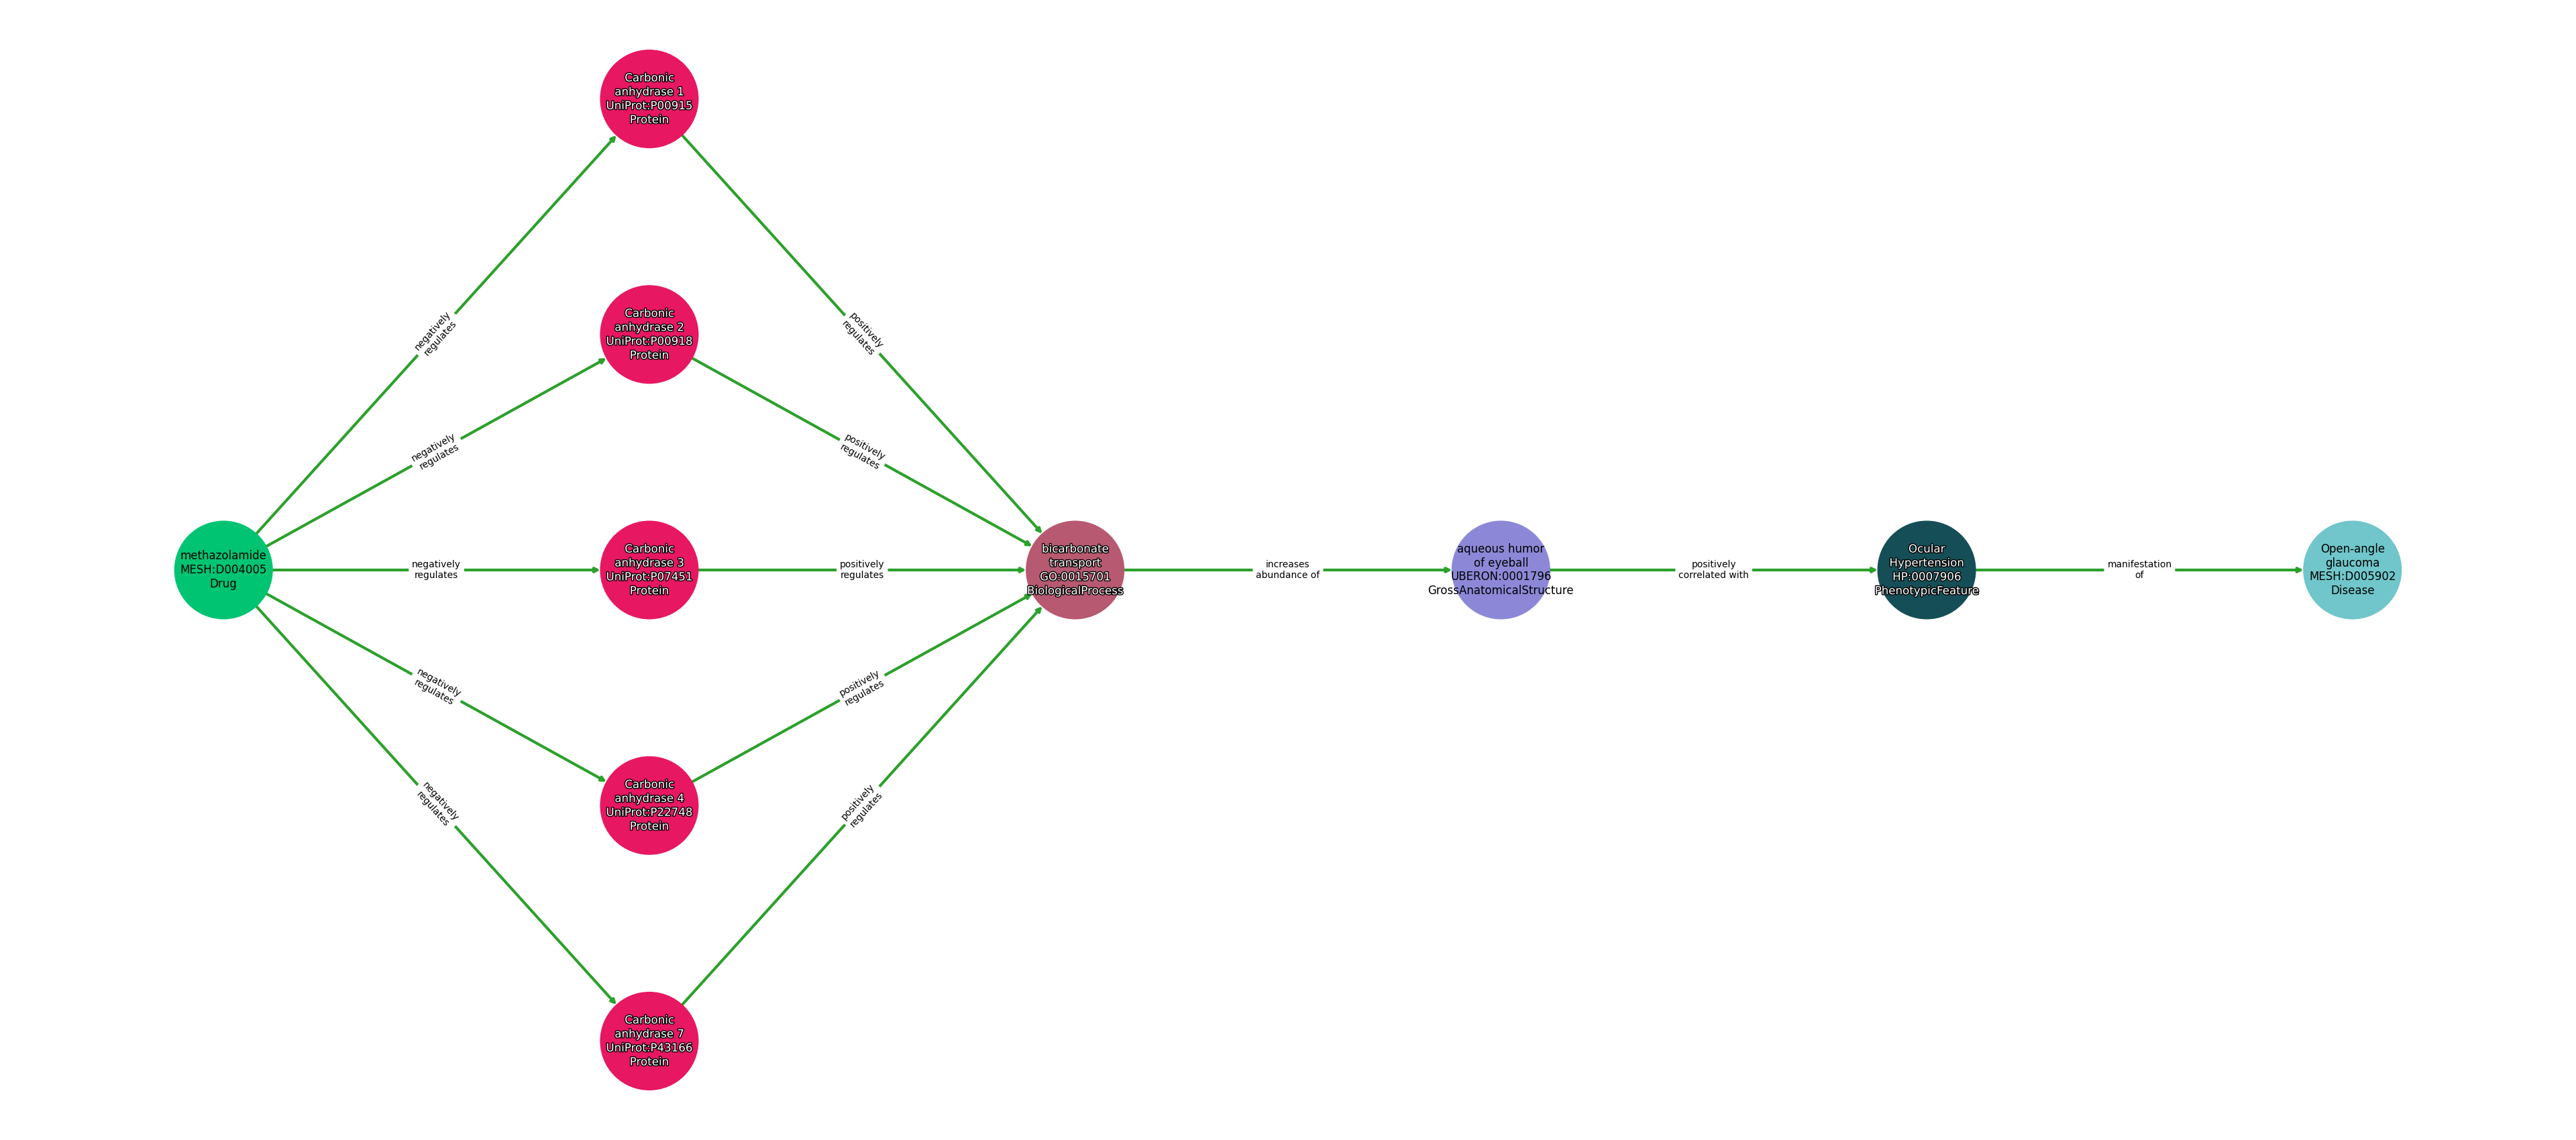 Carbonic
anhydrase 1
UniProt:P00915
Protein
negatively
regulates
positively
regulates
Carbonic
anhydrase 2
UniProt:P00918
Protein
negatively
regulates
positively
regulates
methazolamide
MESH:D004005
Drug
negatively
regulates
Carbonic
anhydrase 3
UniProt:P07451
Protein
positively
regulates
bicarbonate
transport
GO:0015701
BiologicalProcess
increases
abundance of
aqueous humor
of eyeball
UBERON:0001796
GrossAnatomicalStructure
positively
correlated with
Ocular
Hypertension
HP:0007906
PhenotypicFeature
manifestation
of
Open-angle
glaucoma
MESH:D005902
Disease
negatively
regulates
positively
regulates
Carbonic
anhydrase 4
UniProt:P22748
Protein
negatively
regulates
positively
regulates
Carbonic
anhydrase 7
UniProt:P43166
Protein